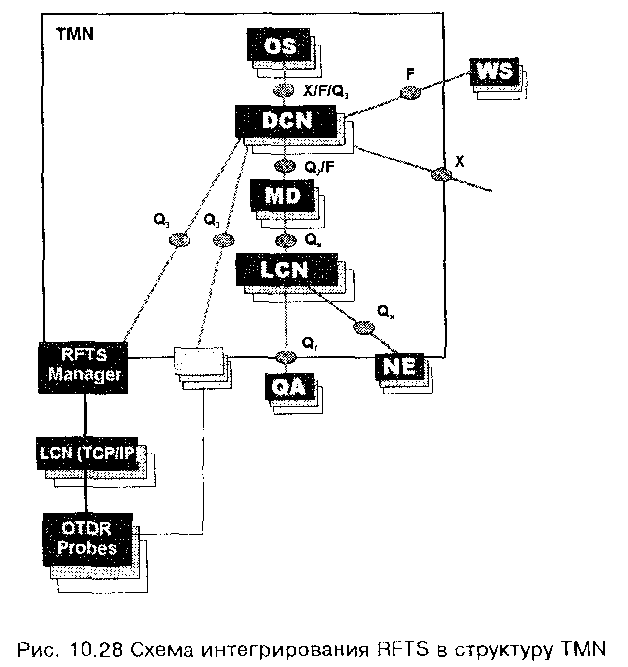 TMN
OS
X/F/Q₃
F
WS
DCN
X
Q₃/F
MD
Q₃
Q₃
Qₓ
LCN
Qₓ
RFTS
Manager
QA
NE
LCN (TCP/IP
OTDR
Probes
Рис. 10.28 Схема интегрирования RFTS в структуру TMN